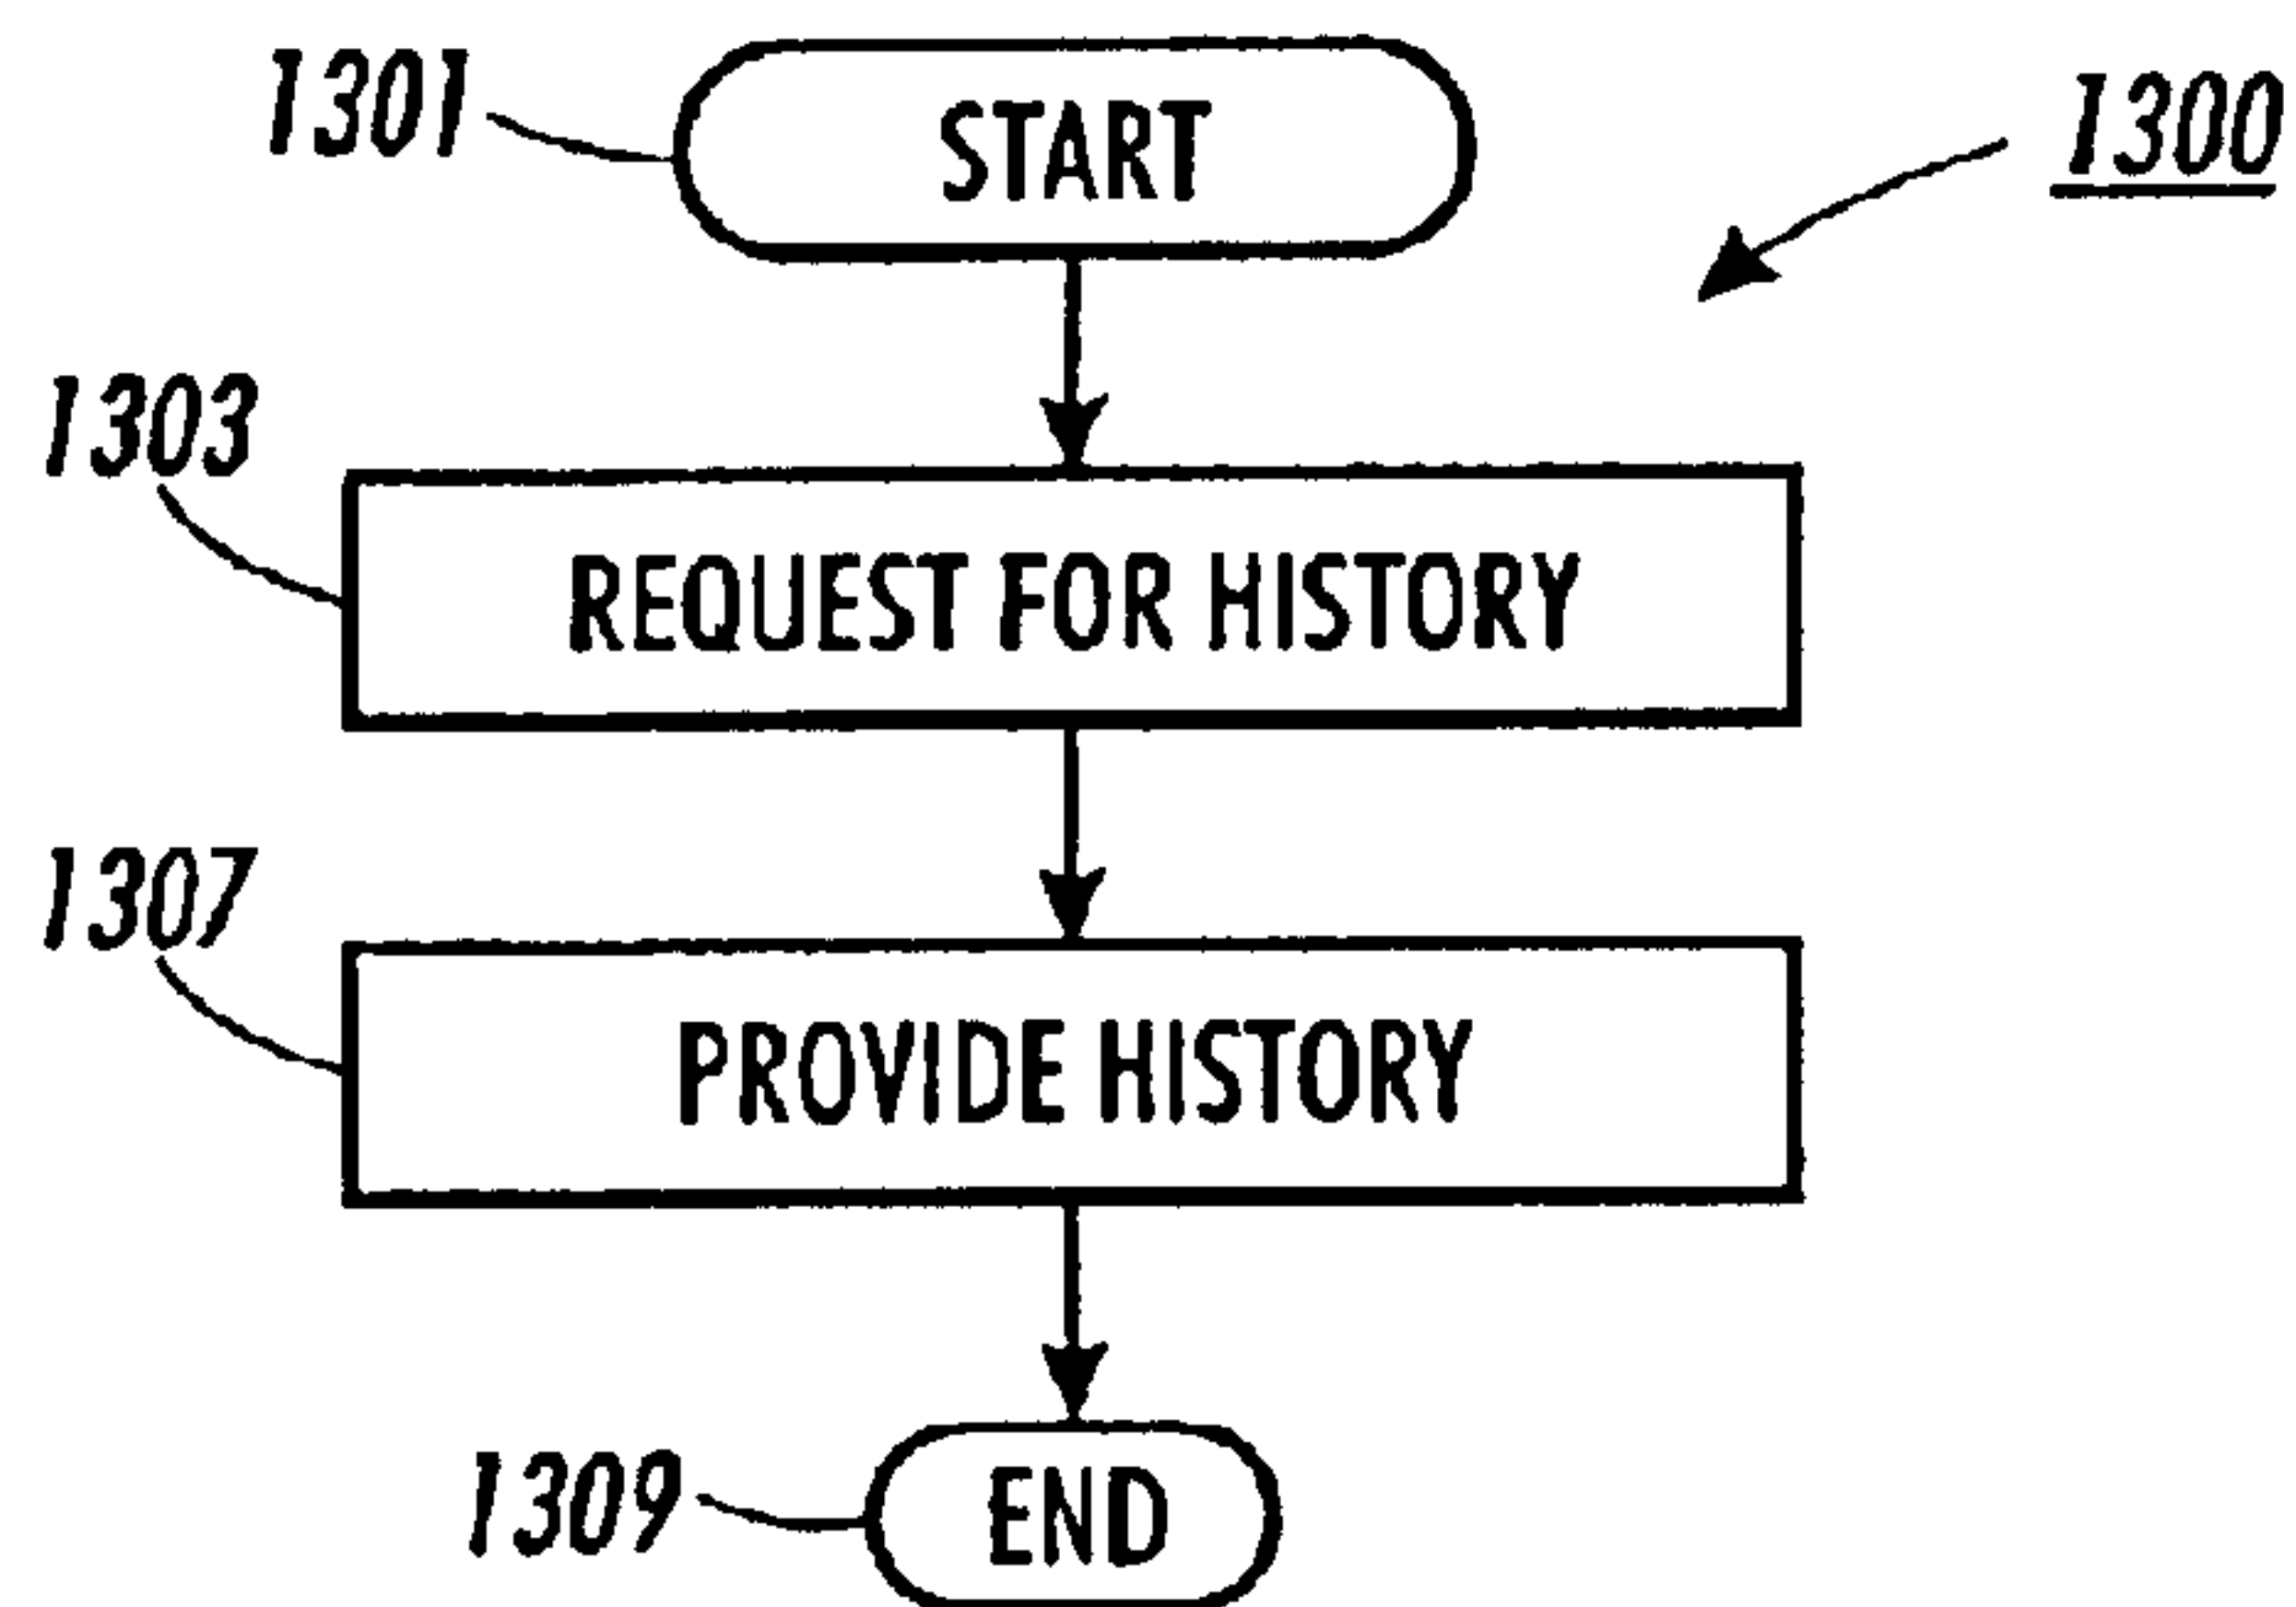 1301
START
1300
1303
REQUEST FOR HISTORY
1307
PROVIDE HISTORY
1309
END